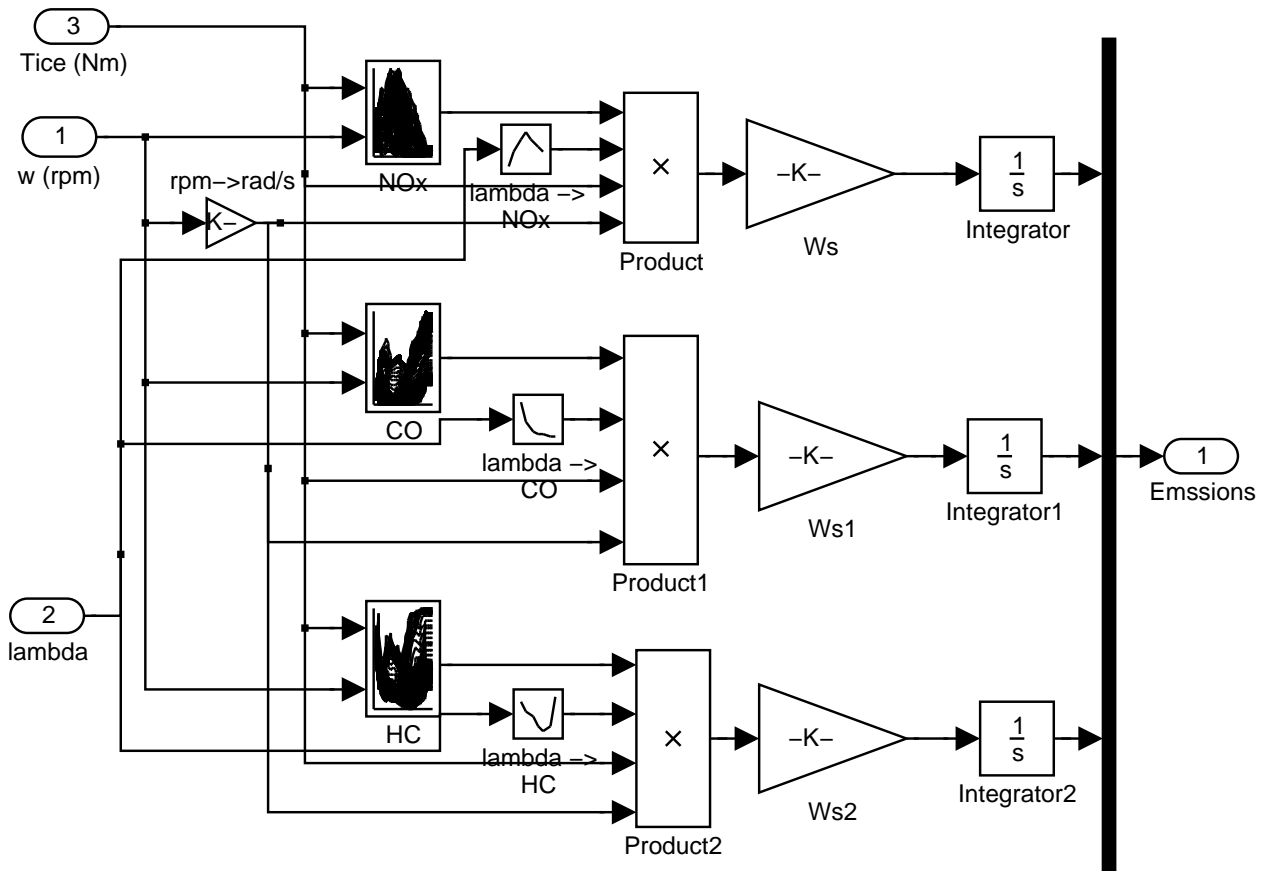 3
Tice (Nm)
1
w (rpm)
rpm−>rad/s
K−
NOx
lambda −>
NOx
×
Product
−K−
Ws
1
s
Integrator
CO
lambda −>
CO
×
Product1
−K−
Ws1
1
s
Integrator1
1
Emssions
2
lambda
HC
lambda −>
HC
×
Product2
−K−
Ws2
1
s
Integrator2